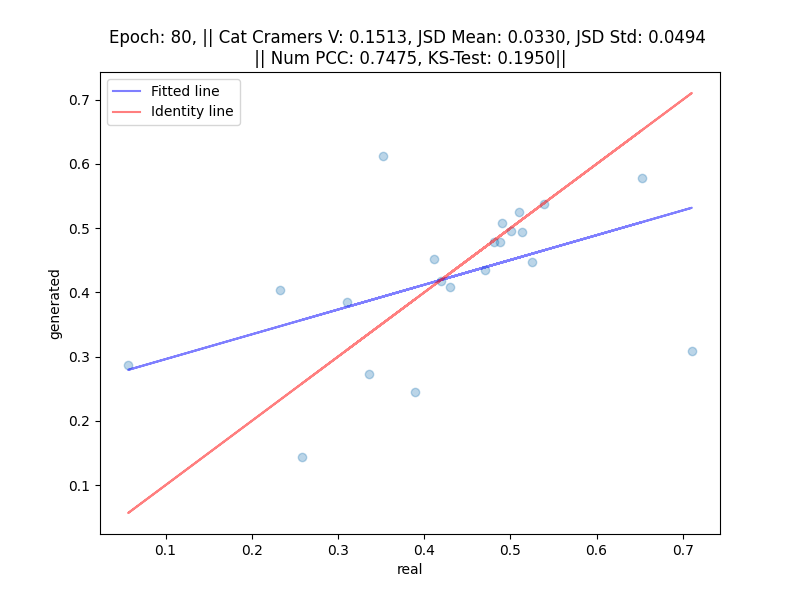 Epoch: 80, || Cat Cramers V: 0.1513, JSD Mean: 0.0330, JSD Std: 0.0494
|| Num PCC: 0.7475, KS-Test: 0.1950||
Fitted line
Identity line
generated
0.7
0.6
0.5
0.4
0.3
0.2
0.1
0.1 0.2 0.3 0.4 0.5 0.6 0.7
real